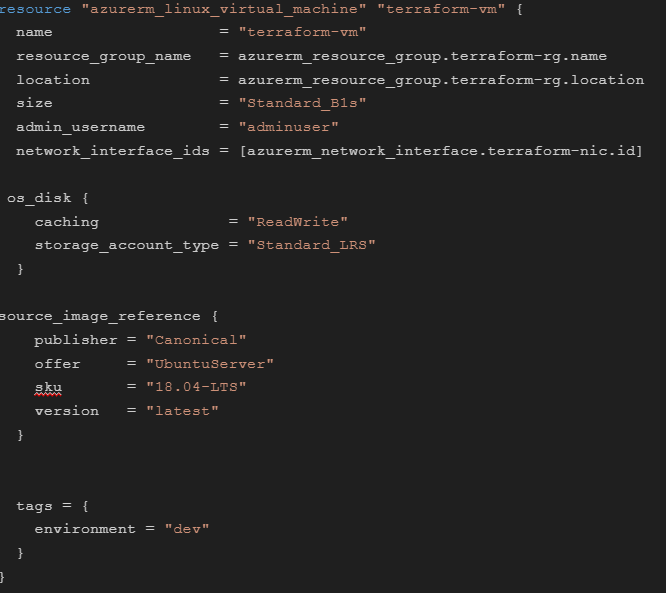 resource "azurerm_linux_virtual_machine" "terraform-vm" {
name = "terraform-vm"
resource_group_name = azurerm_resource_group.terraform-rg.name
location = azurerm_resource_group.terraform-rg.location
size = "Standard_B1s"
admin_username = "adminuser"
network_interface_ids = [azurerm_network_interface.terraform-nic.id]
os_disk {
caching = "ReadWrite"
storage_account_type = "Standard_LRS"
}
source_image_reference {
publisher = "Canonical"
offer = "UbuntuServer"
sku = "18.04-LTS"
version = "latest"
}
tags = {
environment = "dev"
}
}